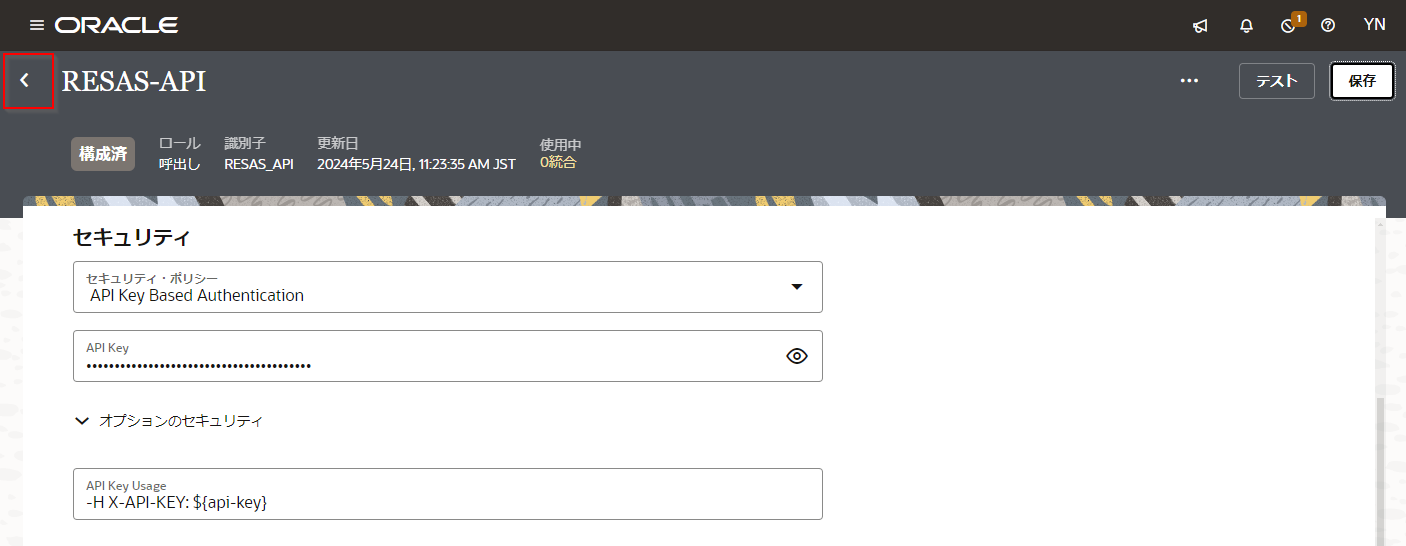 ORACLE
1
YN
RESAS-API
テスト
保存
構成済
ロール
呼出し
識別子
RESAS_API
更新日
2024年5月24日, 11:23:35 AM JST
使用中
0統合
セキュリティ
セキュリティ・ポリシー
API Key Based Authentication
API Key
••••••••••••••••••••••••••••••••••••••••
オプションのセキュリティ
API Key Usage
-H X-API-KEY: ${api-key}